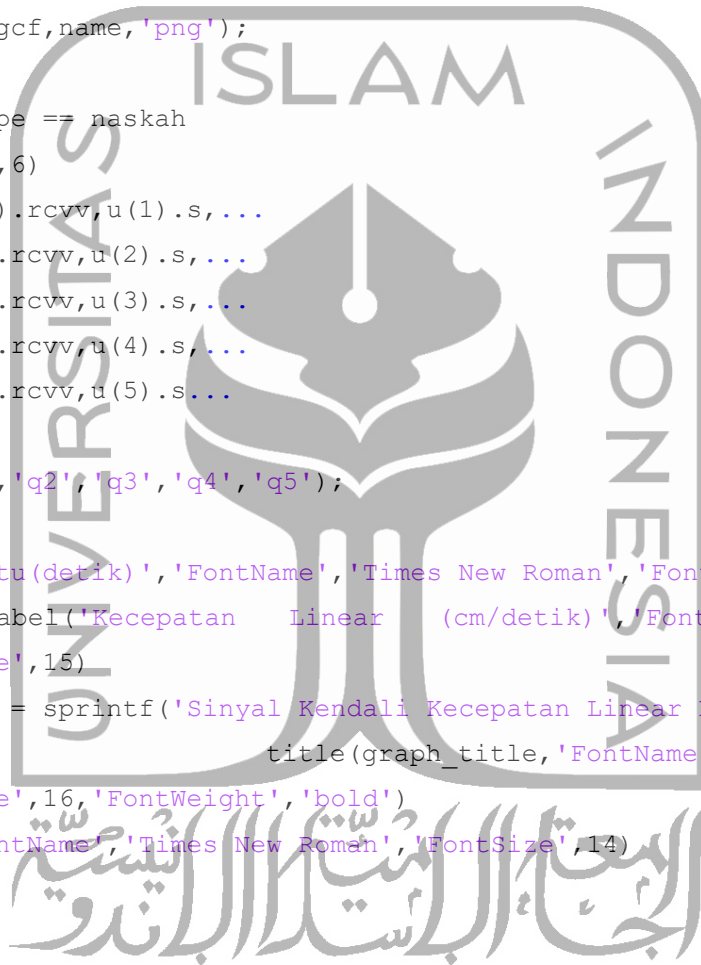 gcf,name,'png');
ISLAM
UNIVERSITAS
INDONESIA
pe == naskah
,6)
).rcvv,u(1).s,...
.rcvv,u(2).s,...
.rcvv,u(3).s,...
.rcvv,u(4).s,...
.rcvv,u(5).s...
,'q2','q3','q4','q5');
tu(detik)','FontName','Times New Roman','Fon
abel('Kecepatan Linear (cm/detik)','Font
e',15)
= sprintf('Sinyal Kendali Kecepatan Linear
title(graph_title,'FontName
e',16,'FontWeight','bold')
ntName','Times New Roman','FontSize',14)